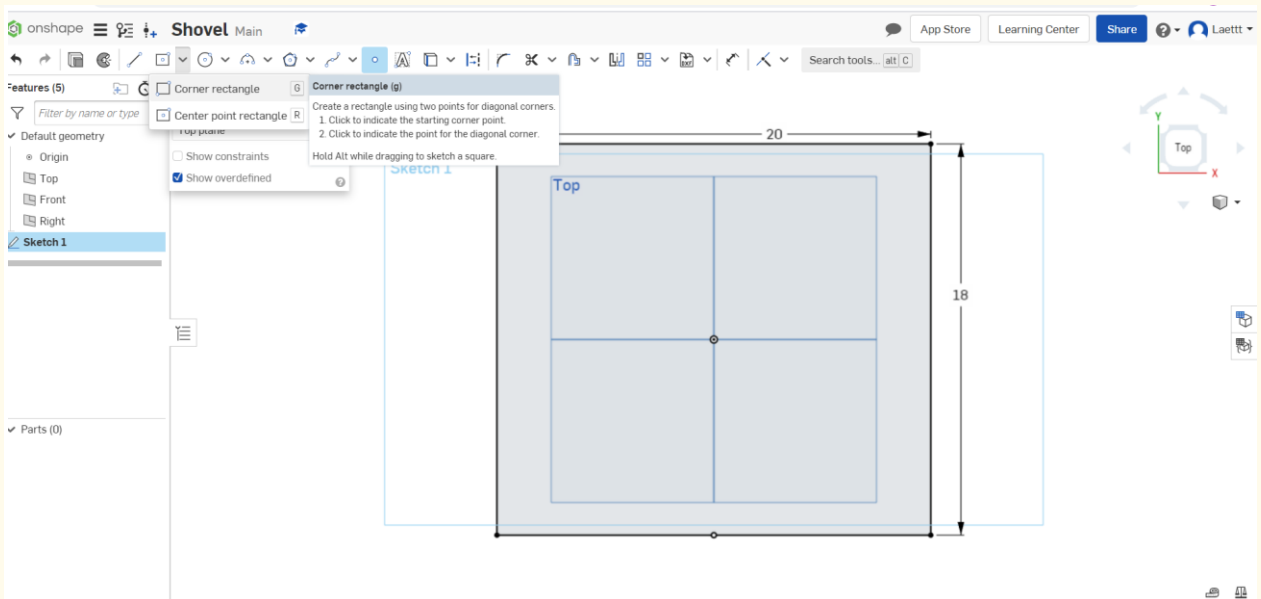 onshape Shovel Main App Store Learning Center Share Laettt
Search tools... alt C
Features (5)
Filter by name or type
Default geometry
Origin
Top
Front
Right
Sketch 1
Parts (0)
Corner rectangle G
Center point rectangle R
Top plane
Show constraints
Show overdefined
Corner rectangle (g)
Create a rectangle using two points for diagonal corners.
1. Click to indicate the starting corner point.
2. Click to indicate the point for the diagonal corner.
Hold Alt while dragging to sketch a square.
Sketch 1
Top
20
18
Y
Top
X